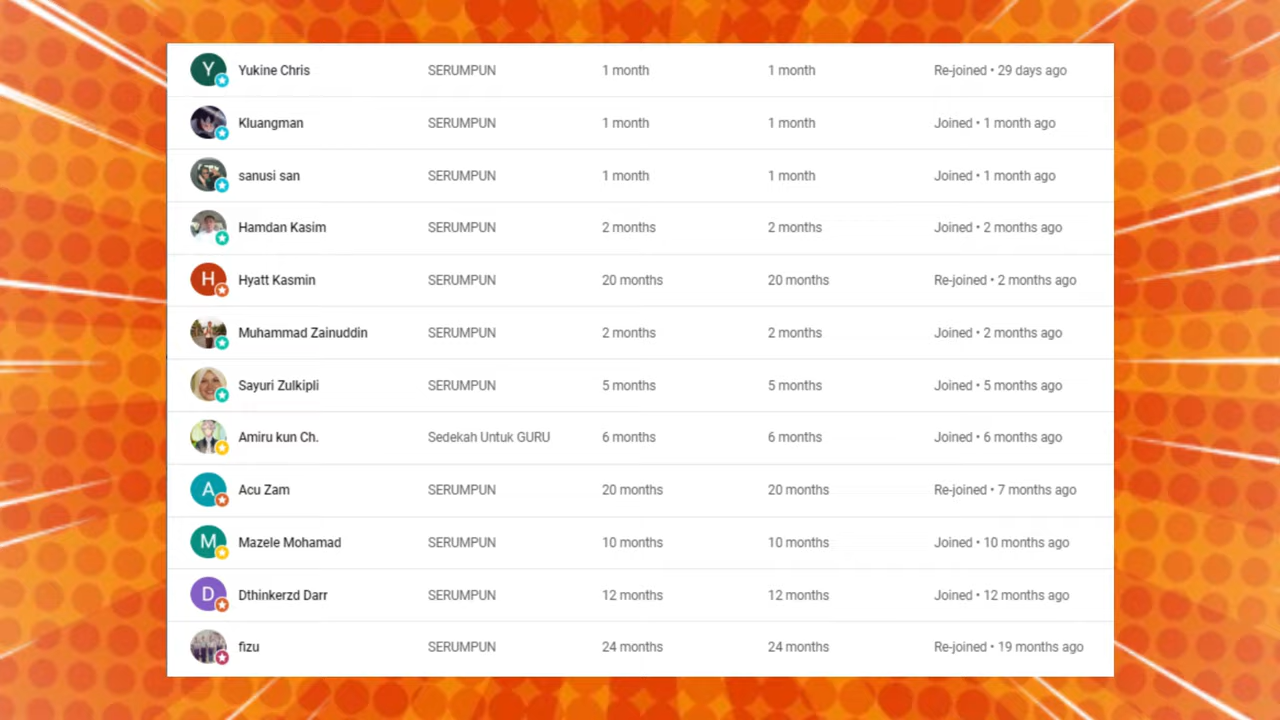 Y Yukine Chris SERUMPUN 1 month 1 month Re-joined • 29 days ago
Kluangman SERUMPUN 1 month 1 month Joined • 1 month ago
sanusi san SERUMPUN 1 month 1 month Joined • 1 month ago
Hamdan Kasim SERUMPUN 2 months 2 months Joined • 2 months ago
H Hyatt Kasmin SERUMPUN 20 months 20 months Re-joined • 2 months ago
Muhammad Zainuddin SERUMPUN 2 months 2 months Joined • 2 months ago
Sayuri Zulkipli SERUMPUN 5 months 5 months Joined • 5 months ago
Amiru kun Ch. Sedekah Untuk GURU 6 months 6 months Joined • 6 months ago
A Acu Zam SERUMPUN 20 months 20 months Re-joined • 7 months ago
M Mazele Mohamad SERUMPUN 10 months 10 months Joined • 10 months ago
D Dthinkerzd Darr SERUMPUN 12 months 12 months Joined • 12 months ago
fizu SERUMPUN 24 months 24 months Re-joined • 19 months ago